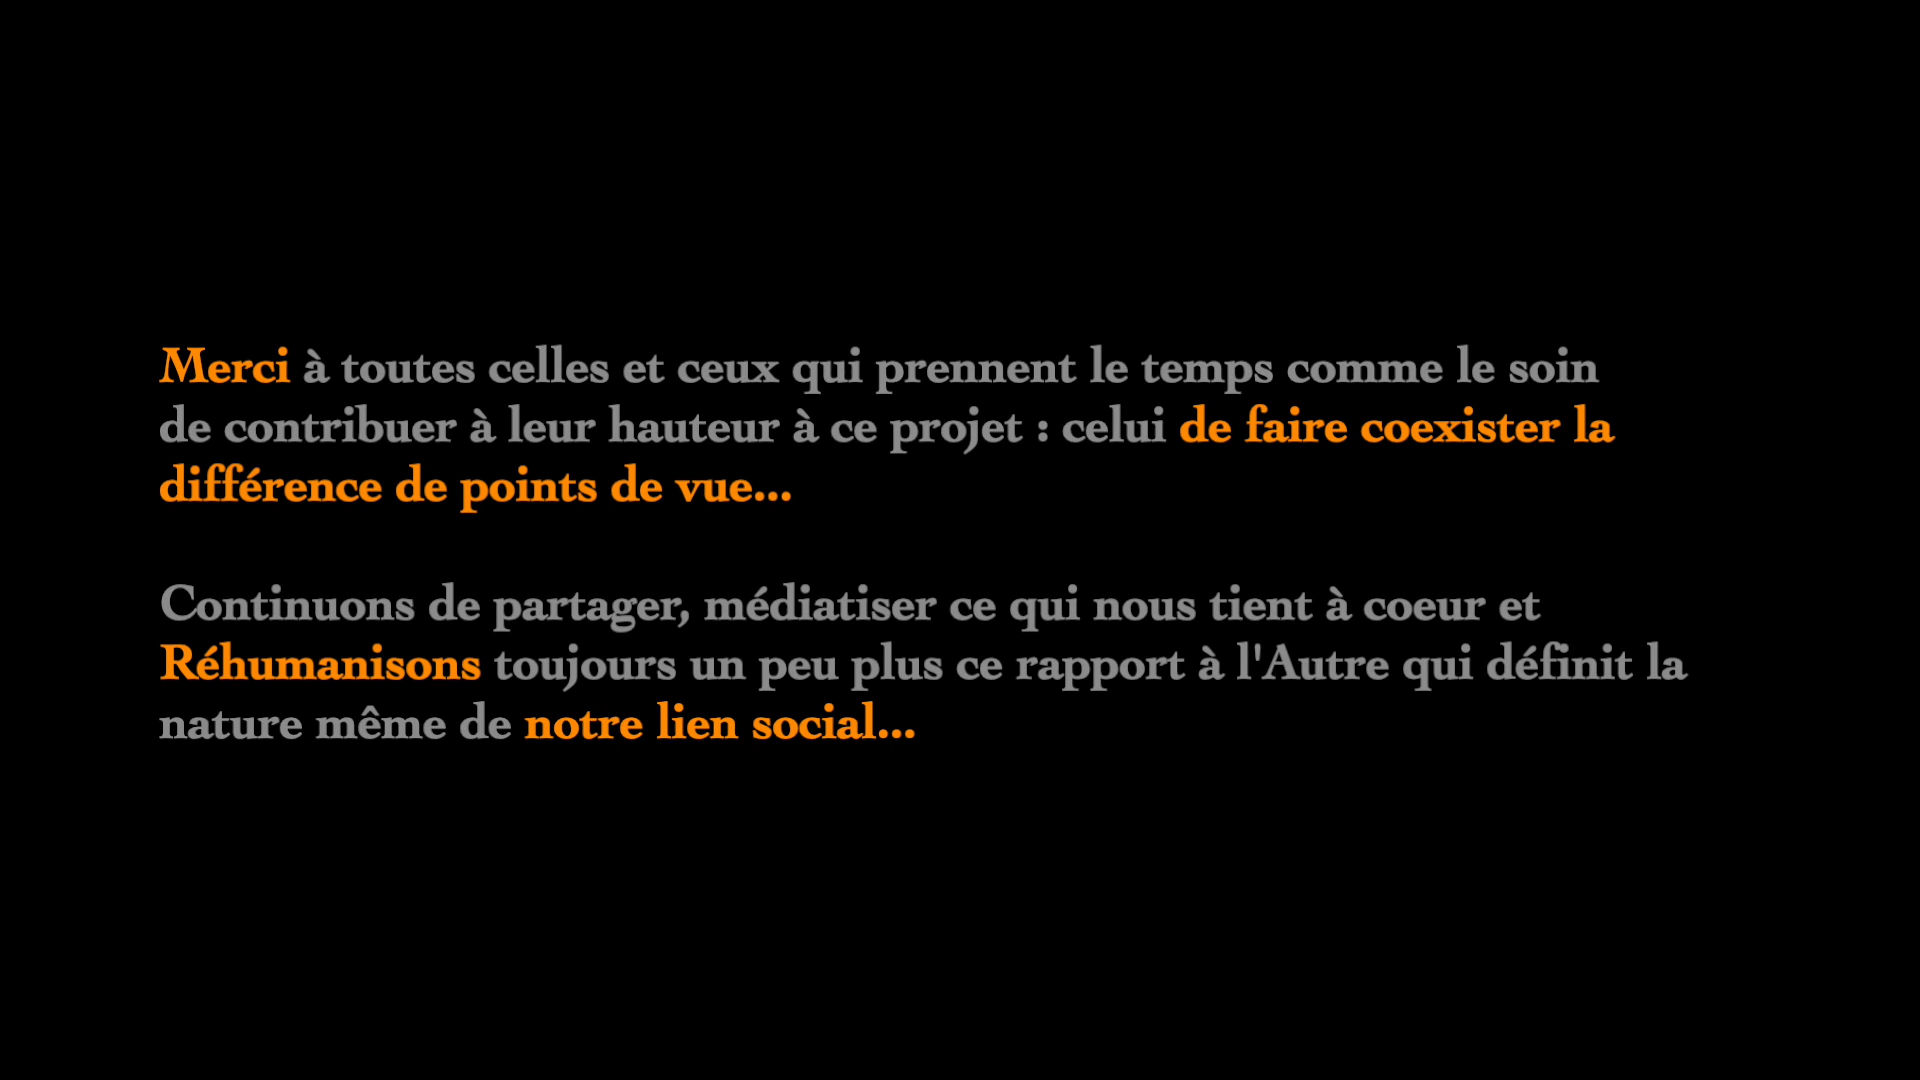 Merci à toutes celles et ceux qui prennent le temps comme le soin
de contribuer à leur hauteur à ce projet : celui de faire coexister la
différence de points de vue...
Continuons de partager, médiatiser ce qui nous tient à coeur et
Réhumanisons toujours un peu plus ce rapport à l'Autre qui définit la
nature même de notre lien social...